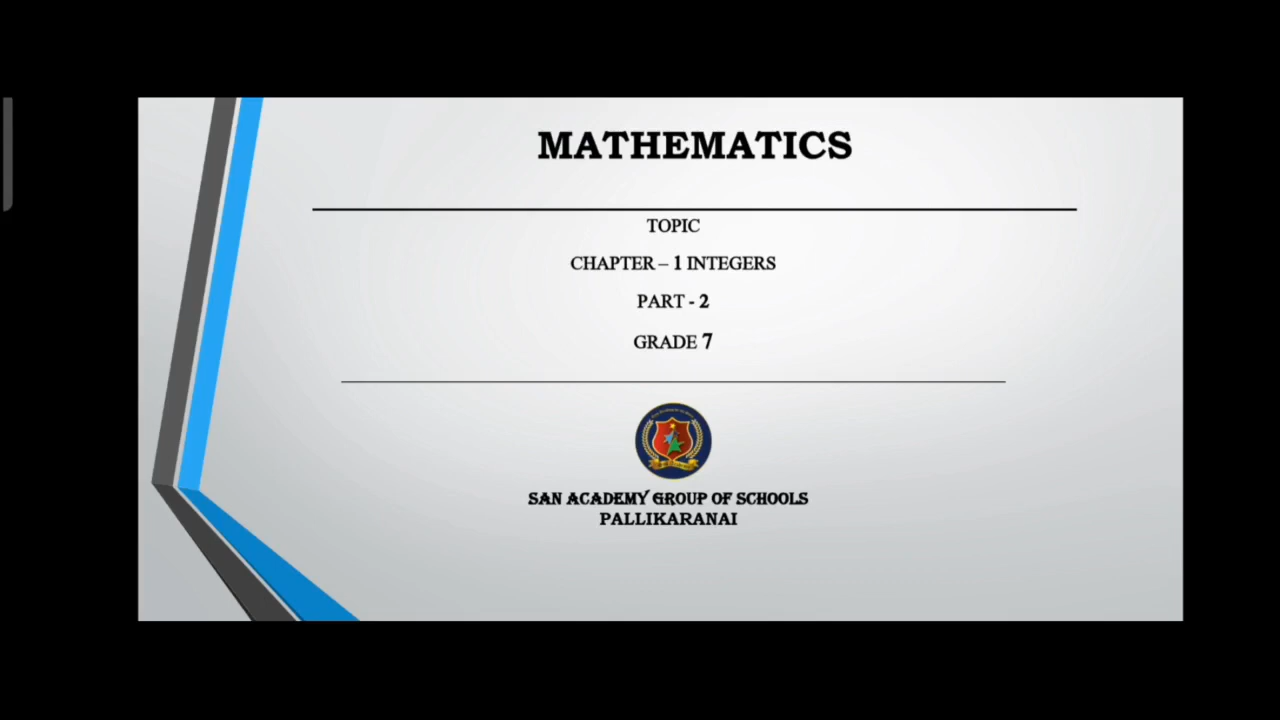 MATHEMATICS
TOPIC
CHAPTER – 1 INTEGERS
PART - 2
GRADE 7
SAN ACADEMY GROUP OF SCHOOLS
PALLIKARANAI